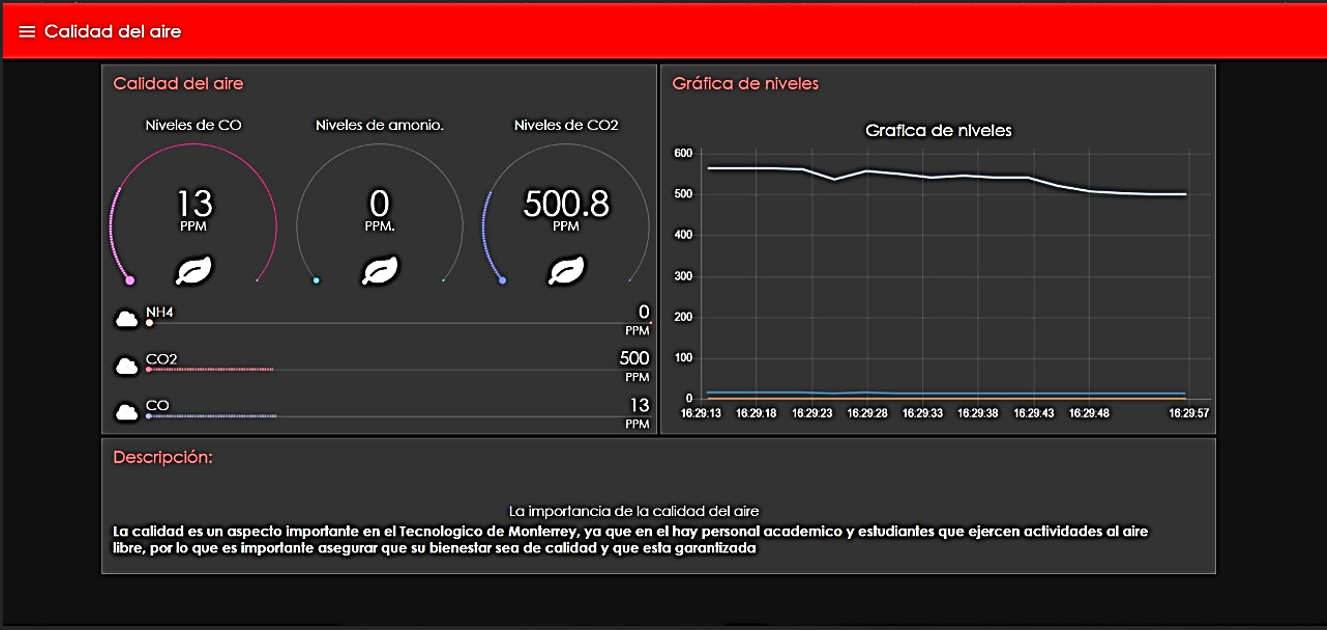 Calidad del aire
Calidad del aire
Niveles de CO
Niveles de amonio.
Niveles de CO2
13
PPM
0
PPM.
500.8
PPM
NH4
0
PPM
CO2
500
PPM
CO
13
PPM
Gráfica de niveles
Grafica de niveles
600
500
400
300
200
100
0
16:29:13 16:29:18 16:29:23 16:29:28 16:29:33 16:29:38 16:29:43 16:29:48 16:29:57
Descripción:
La importancia de la calidad del aire
La calidad es un aspecto importante en el Tecnologico de Monterrey, ya que en el hay personal academico y estudiantes que ejercen actividades al aire
libre, por lo que es importante asegurar que su bienestar sea de calidad y que esta garantizada